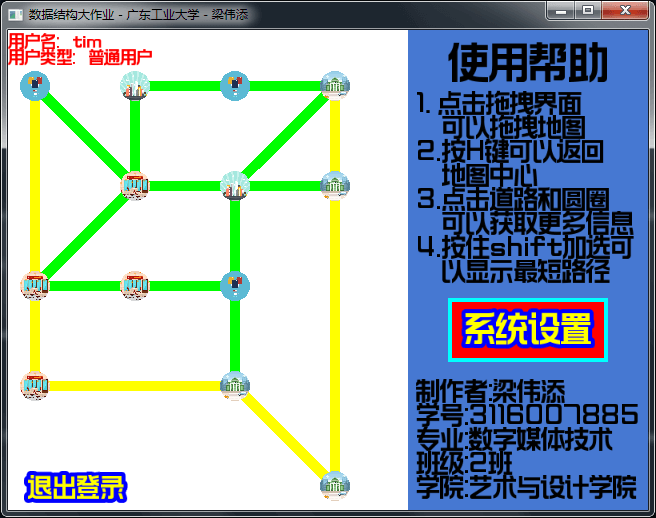 数据结构大作业 - 广东工业大学 - 梁伟添
用户名: tim
用户类型: 普通用户
使用帮助
1. 点击拖拽界面
可以拖拽地图
2.按H键可以返回
地图中心
3.点击道路和圆圈
可以获取更多信息
4.按住shift加选可
以显示最短路径
系统设置
制作者:梁伟添
学号:3116007885
专业:数字媒体技术
班级:2班
学院:艺术与设计学院
退出登录